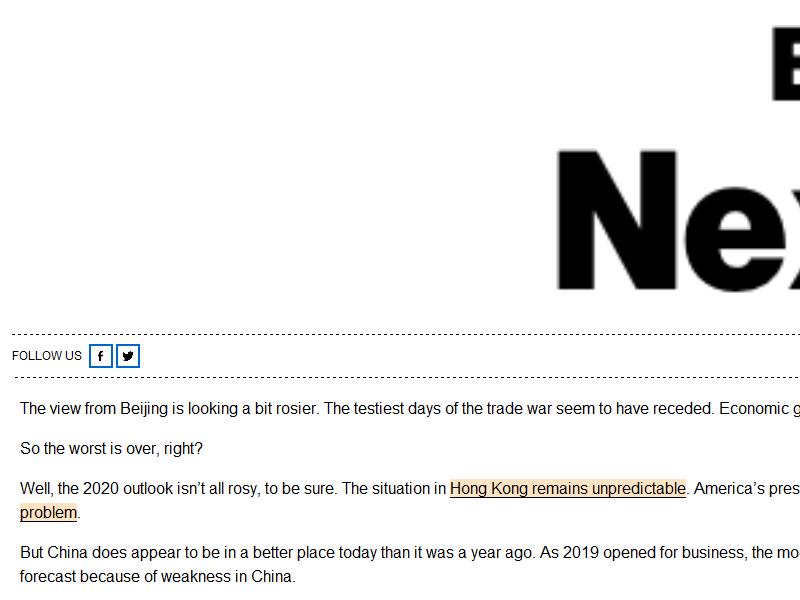 Ne
FOLLOW US
The view from Beijing is looking a bit rosier. The testiest days of the trade war seem to have receded. Economic
So the worst is over, right?
Well, the 2020 outlook isn’t all rosy, to be sure. The situation in Hong Kong remains unpredictable. America’s
problem.
But China does appear to be in a better place today than it was a year ago. As 2019 opened for business, the
forecast because of weakness in China.